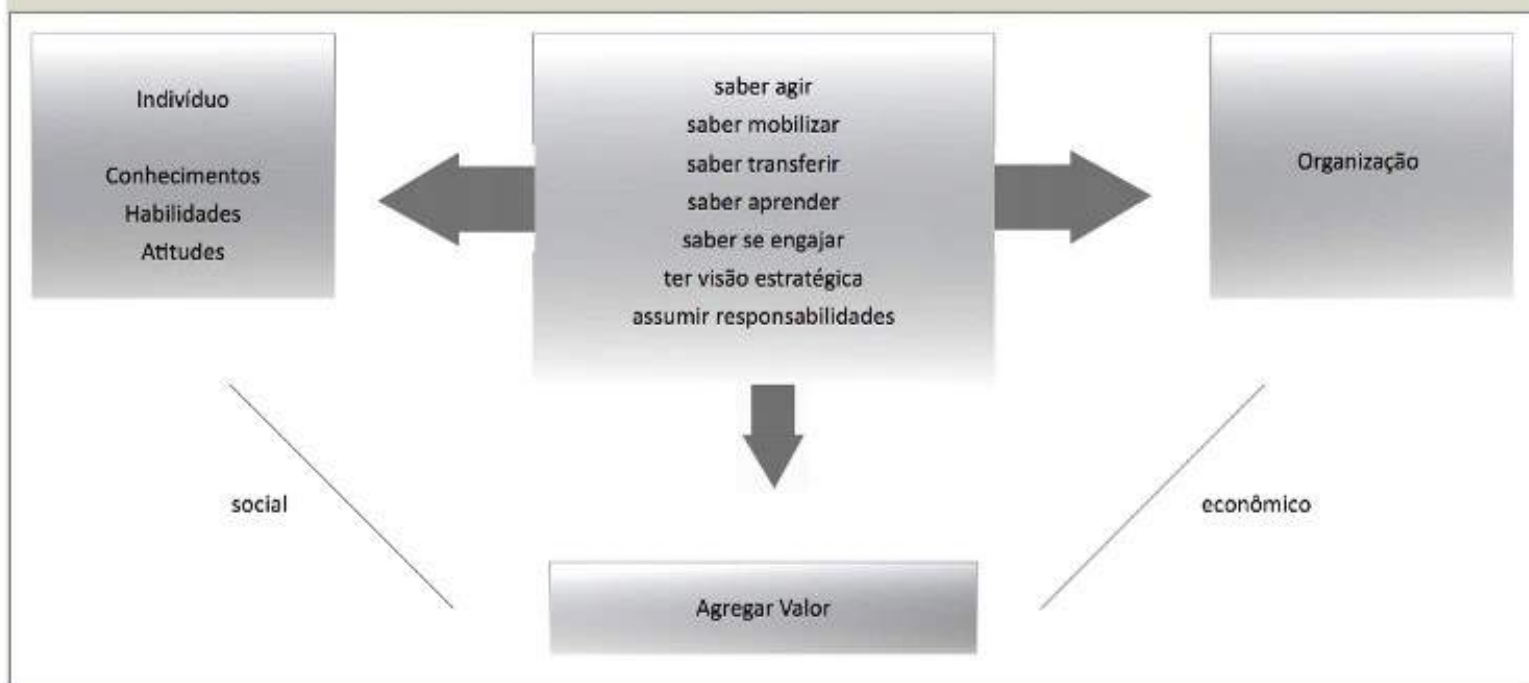 Indivíduo
Conhecimentos
Habilidades
Atitudes
saber agir
saber mobilizar
saber transferir
saber aprender
saber se engajar
ter visão estratégica
assumir responsabilidades
Organização
social
econômico
Agregar Valor